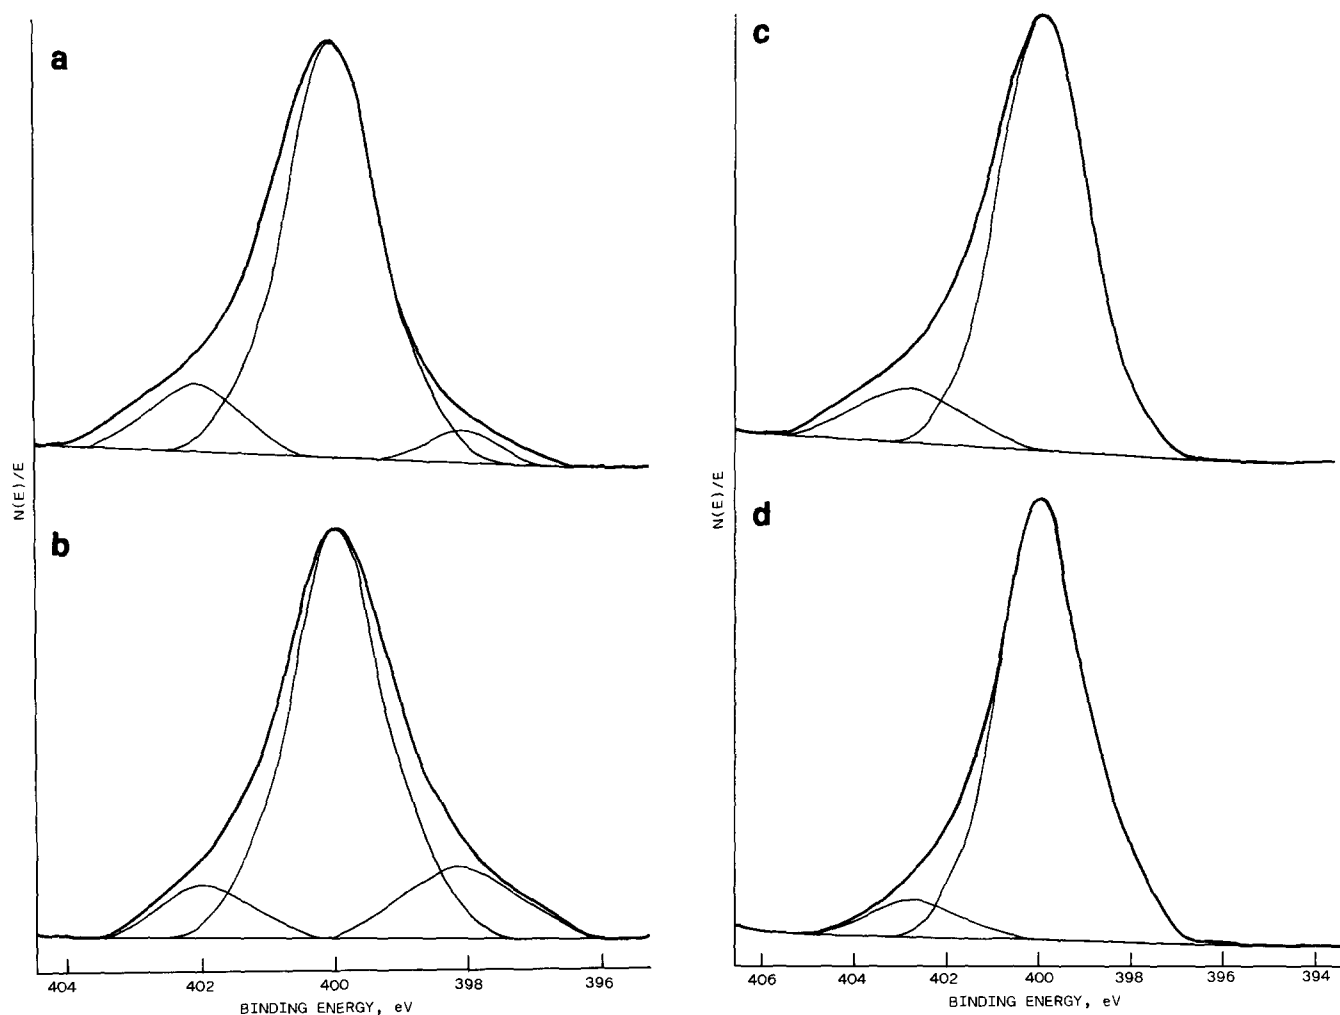 a
c
N(E)/E
N(E)/E
b
d
404 402 400 398 396
BINDING ENERGY, eV
406 404 402 400 398 396 394
BINDING ENERGY, eV